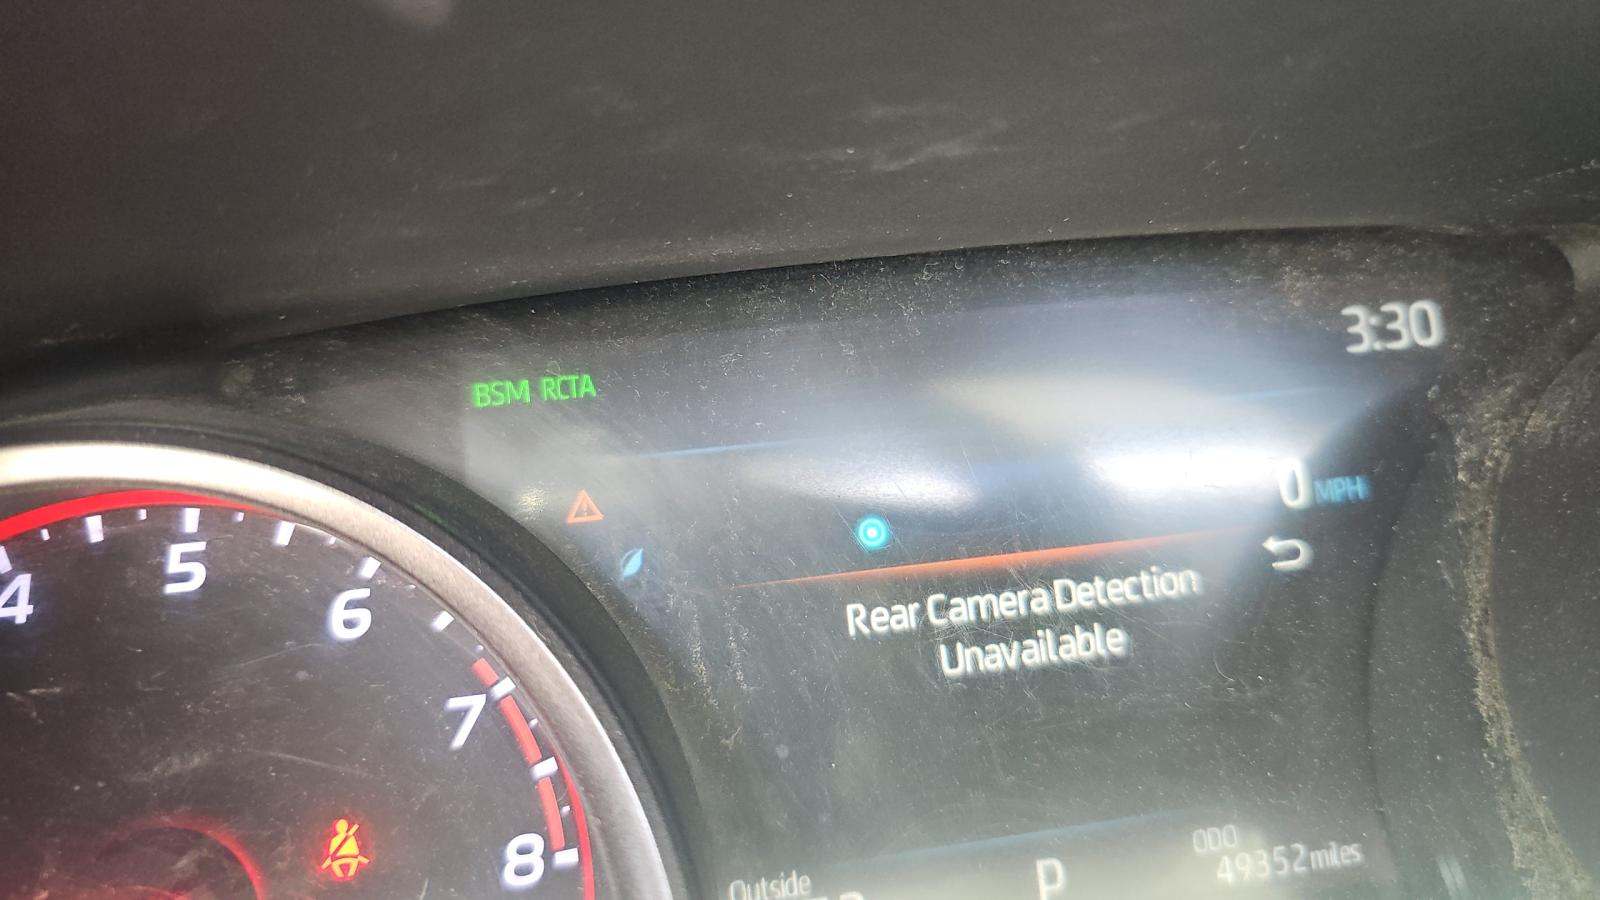 3:30
BSM RCTA
0 MPH
4
5
6
7
8
Rear Camera Detection
Unavailable
ODO
49352 miles
P
Outside